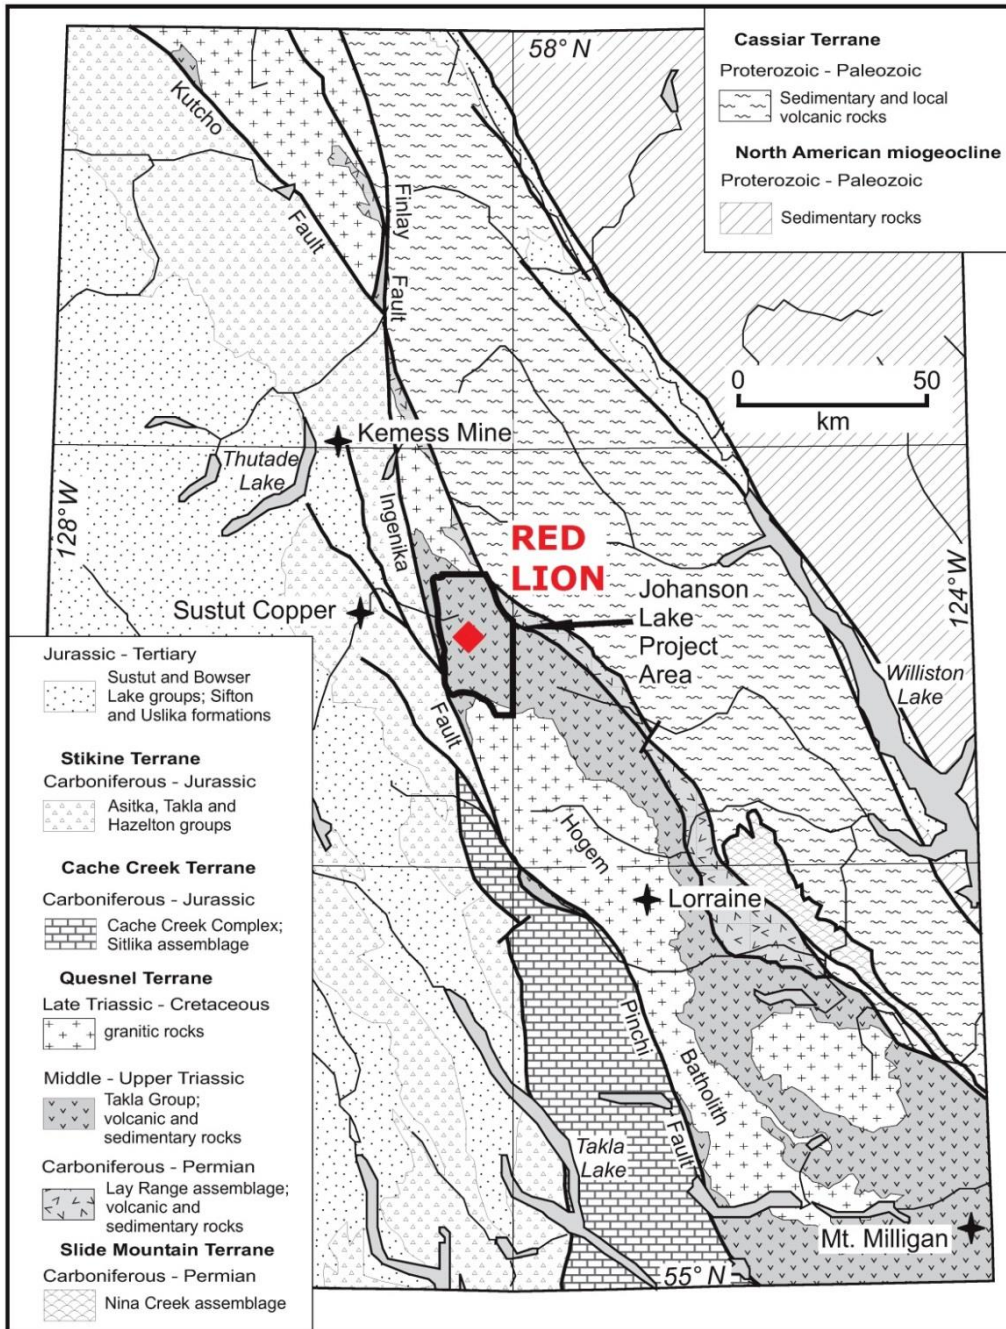 Cassiar Terrane
Proterozoic - Paleozoic
Sedimentary and local
volcanic rocks
North American miogeocline
Proterozoic - Paleozoic
Sedimentary rocks
58° N
Kutcho
Fault
Finlay
Fault
0 50
km
128°W
124°W
Kemess Mine
Thutade
Lake
Ingenika
Fault
RED
LION
Johanson
Lake
Project
Area
Sustut Copper
Williston
Lake
Hogem
Batholith
Lorraine
Pinchi
Fault
Takla
Lake
Mt. Milligan
55° N
Jurassic - Tertiary
Sustut and Bowser
Lake groups; Sifton
and Uslika formations
Stikine Terrane
Carboniferous - Jurassic
Asitka, Takla and
Hazelton groups
Cache Creek Terrane
Carboniferous - Jurassic
Cache Creek Complex;
Sitlika assemblage
Quesnel Terrane
Late Triassic - Cretaceous
granitic rocks
Middle - Upper Triassic
Takla Group;
volcanic and
sedimentary rocks
Carboniferous - Permian
Lay Range assemblage;
volcanic and
sedimentary rocks
Slide Mountain Terrane
Carboniferous - Permian
Nina Creek assemblage